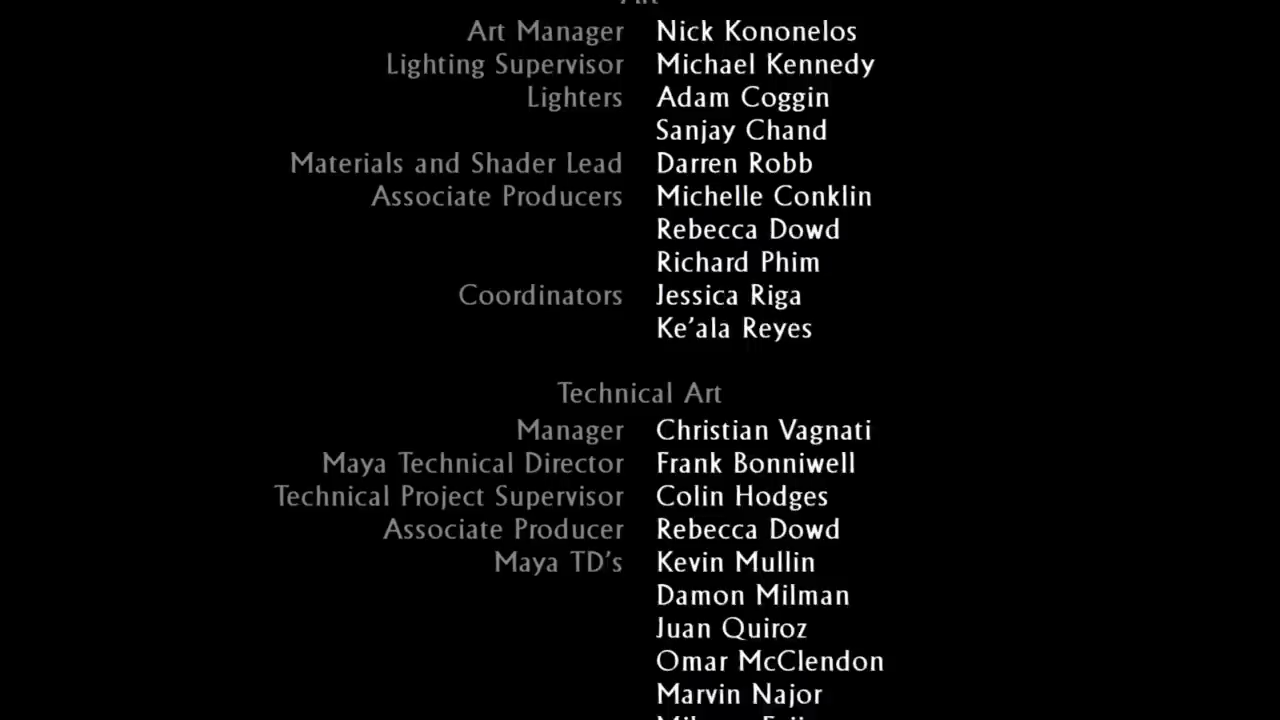 Art Manager Nick Kononelos
Lighting Supervisor Michael Kennedy
Lighters Adam Coggin
Sanjay Chand
Materials and Shader Lead Darren Robb
Associate Producers Michelle Conklin
Rebecca Dowd
Richard Phim
Coordinators Jessica Riga
Ke’ala Reyes
Technical Art
Manager Christian Vagnati
Maya Technical Director Frank Bonniwell
Technical Project Supervisor Colin Hodges
Associate Producer Rebecca Dowd
Maya TD’s Kevin Mullin
Damon Milman
Juan Quiroz
Omar McClendon
Marvin Najor